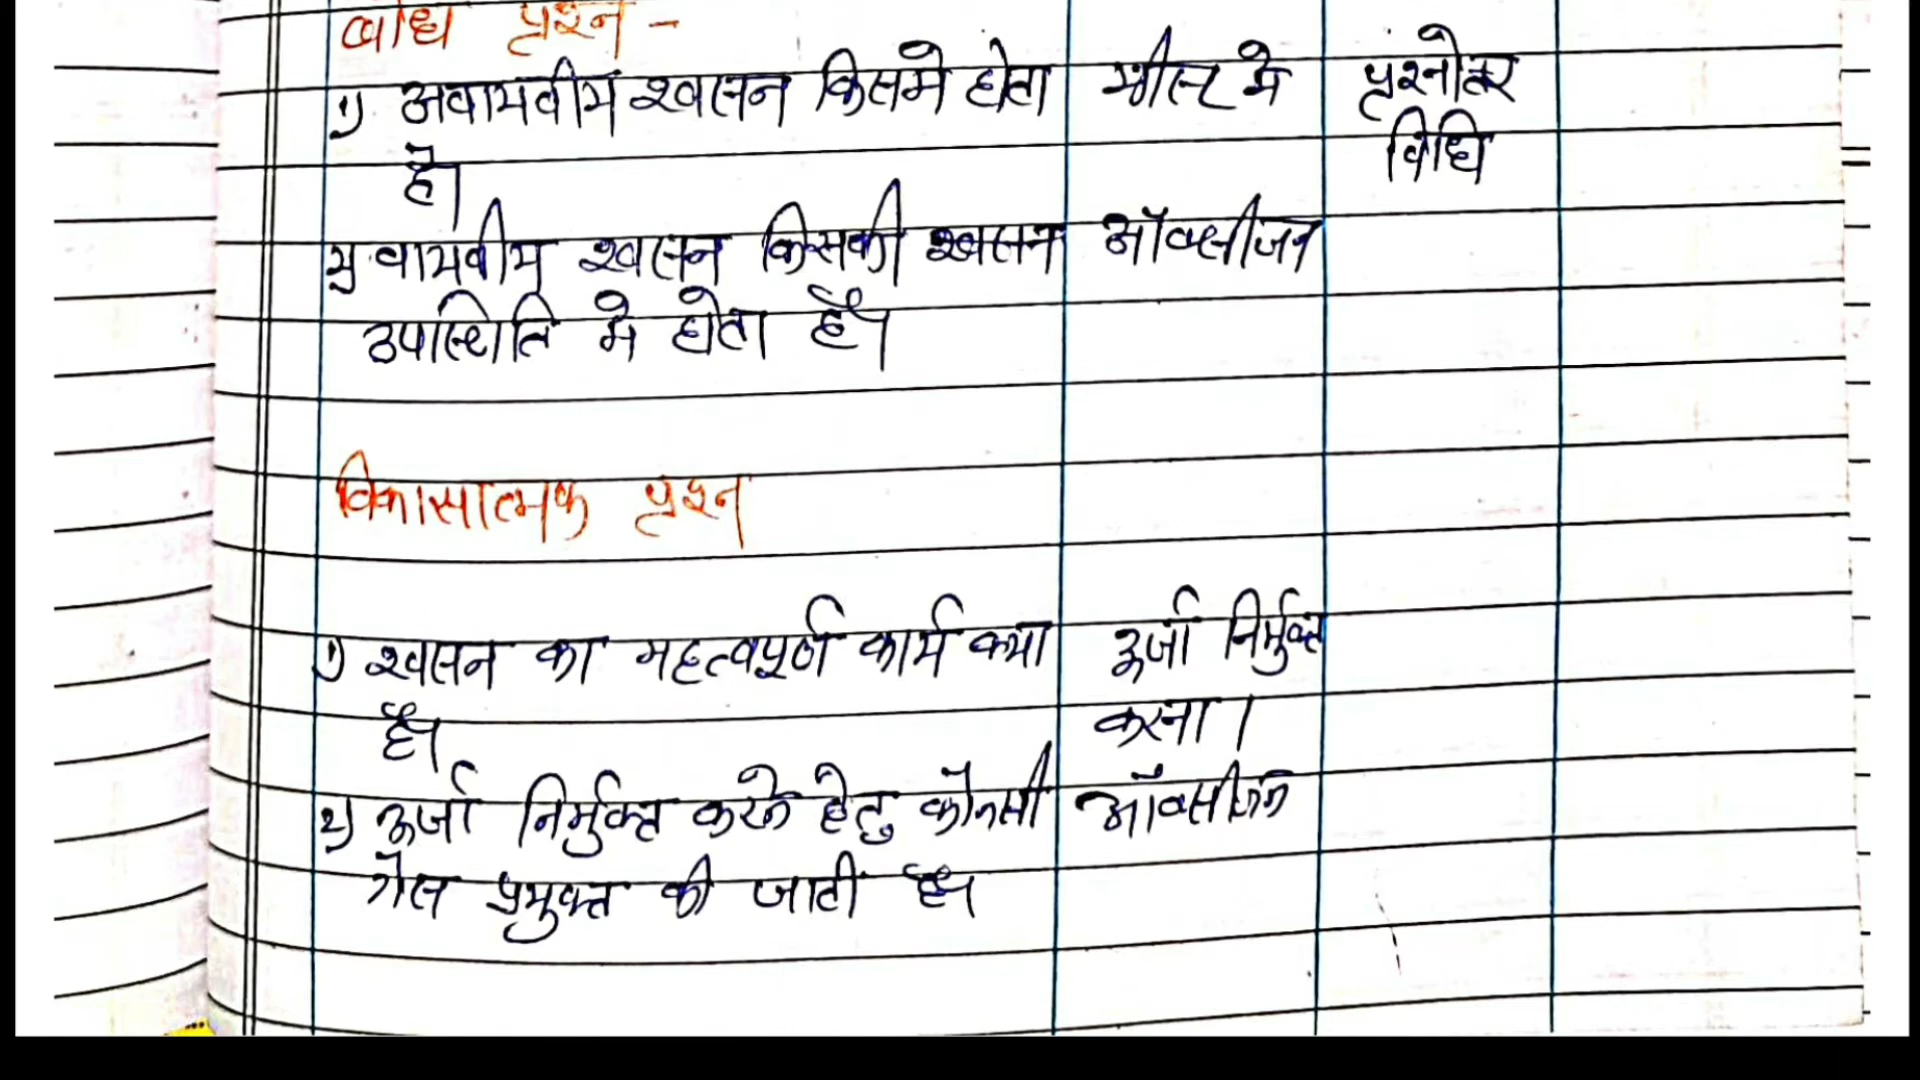 बोध प्रश्न -
1) अवायवीय श्वसन किसमे होता यीस्ट मे प्रश्नोतर
है। विधि
2) वायवीय श्वसन किसकी श्वसन ऑक्सीजन
उपस्थिति मे होता है।
विकासात्मक प्रश्न
1) श्वसन का महत्वपूर्ण कार्य क्या ऊर्जा निर्मुक्त
है। करना।
2) ऊर्जा निर्मुक्त करने हेतु कौनसी ऑक्सीजन
गैस प्रयुक्त की जाती है।